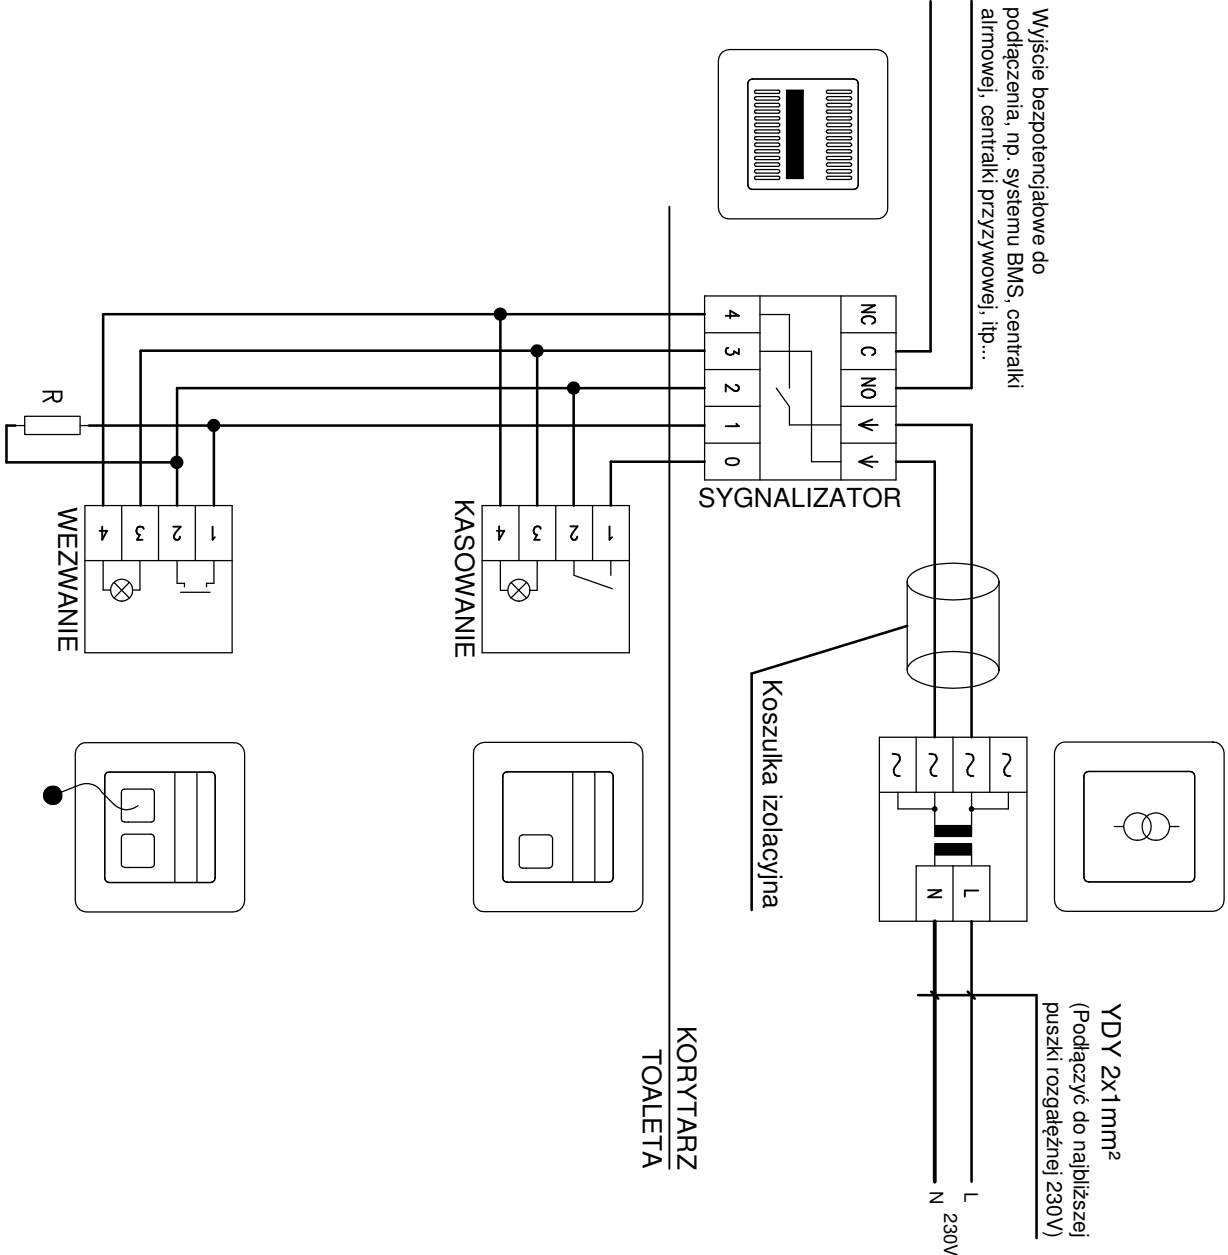 Wyjście bezpotencjałowe do
podłączenia, np. systemu BMS, centralki
alrmowej, centralki przyzywowej, itp...
NC
C
NO
4
3
2
1
0
SYGNALIZATOR
R
4
3
2
1
WEZWANIE
4
3
2
1
KASOWANIE
Koszulka izolacyjna
N
L
YDY 2x1mm²
(Podłączyć do najbliższej
puszki rozgałęźnej 230V)
L
N
230V
KORYTARZ
TOALETA